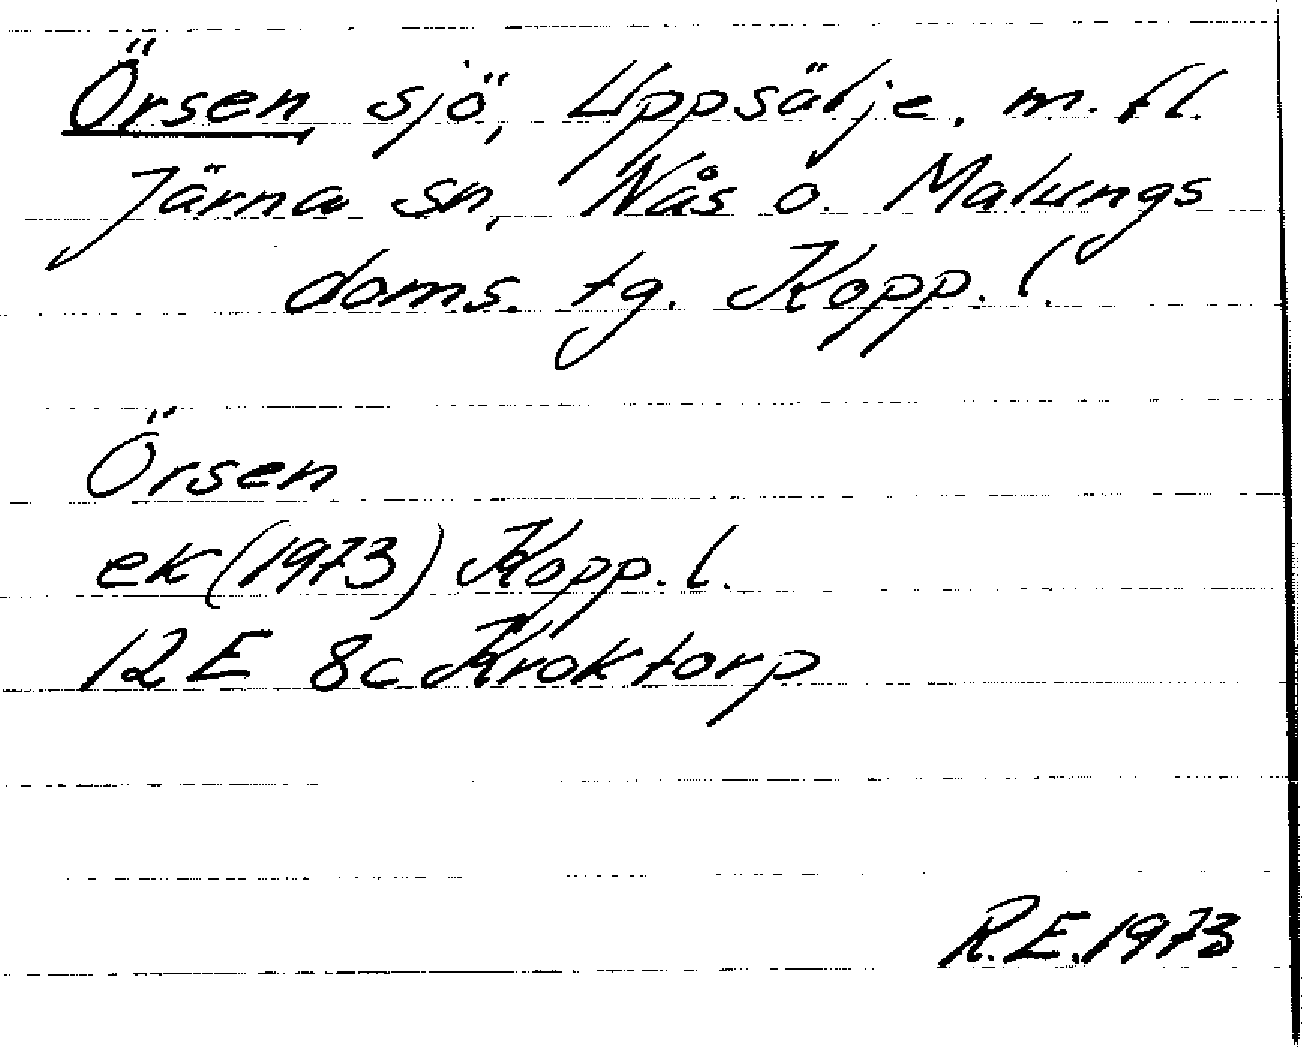 Örsen, sjö, Uppsälje, m.fl.
Järna sn, Nås o. Malungs
doms. tg. Kopp. l.
Örsen
ek (1973) Kopp. l.
12E 8c Kroktorp
R.E.1973